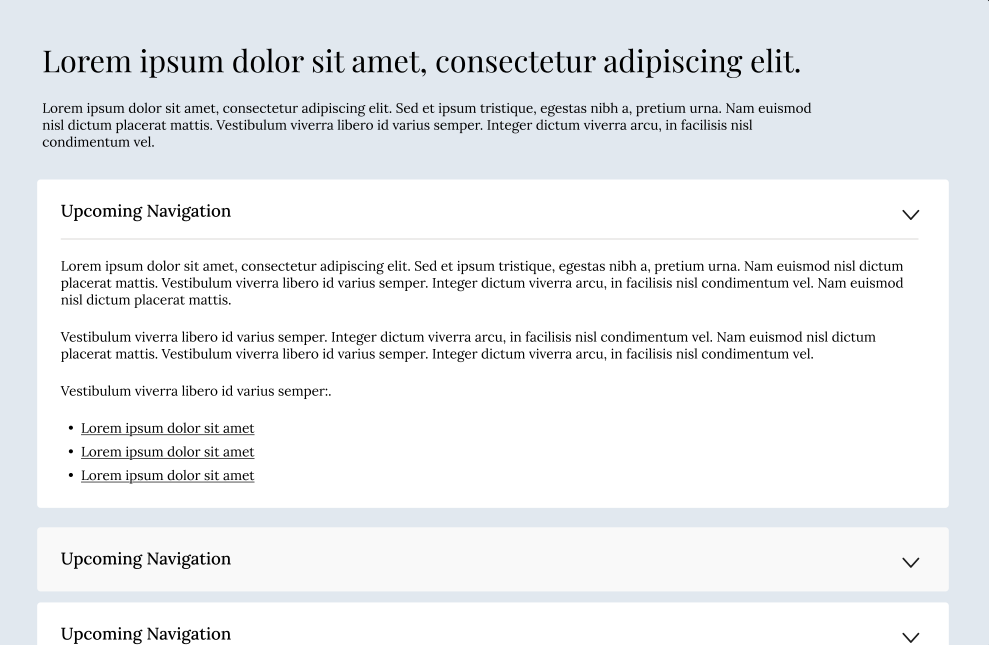 Lorem ipsum dolor sit amet, consectetur adipiscing elit.
Lorem ipsum dolor sit amet, consectetur adipiscing elit. Sed et ipsum tristique, egestas nibh a, pretium urna. Nam euismod
nisl dictum placerat mattis. Vestibulum viverra libero id varius semper. Integer dictum viverra arcu, in facilisis nisl
condimentum vel.
Upcoming Navigation
Lorem ipsum dolor sit amet, consectetur adipiscing elit. Sed et ipsum tristique, egestas nibh a, pretium urna. Nam euismod nisl dictum
placerat mattis. Vestibulum viverra libero id varius semper. Integer dictum viverra arcu, in facilisis nisl condimentum vel. Nam euismod
nisl dictum placerat mattis.
Vestibulum viverra libero id varius semper. Integer dictum viverra arcu, in facilisis nisl condimentum vel. Nam euismod nisl dictum
placerat mattis. Vestibulum viverra libero id varius semper. Integer dictum viverra arcu, in facilisis nisl condimentum vel.
Vestibulum viverra libero id varius semper:.
• Lorem ipsum dolor sit amet
• Lorem ipsum dolor sit amet
• Lorem ipsum dolor sit amet
Upcoming Navigation
Upcoming Navigation